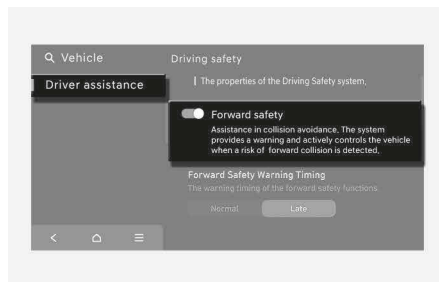 Vehicle
Driver assistance
Driving safety
The properties of the Driving Safety system.
Forward safety
Assistance in collision avoidance. The system
provides a warning and actively controls the vehicle
when a risk of forward collision is detected.
Forward Safety Warning Timing
The warning timing of the forward safety functions
Normal
Late